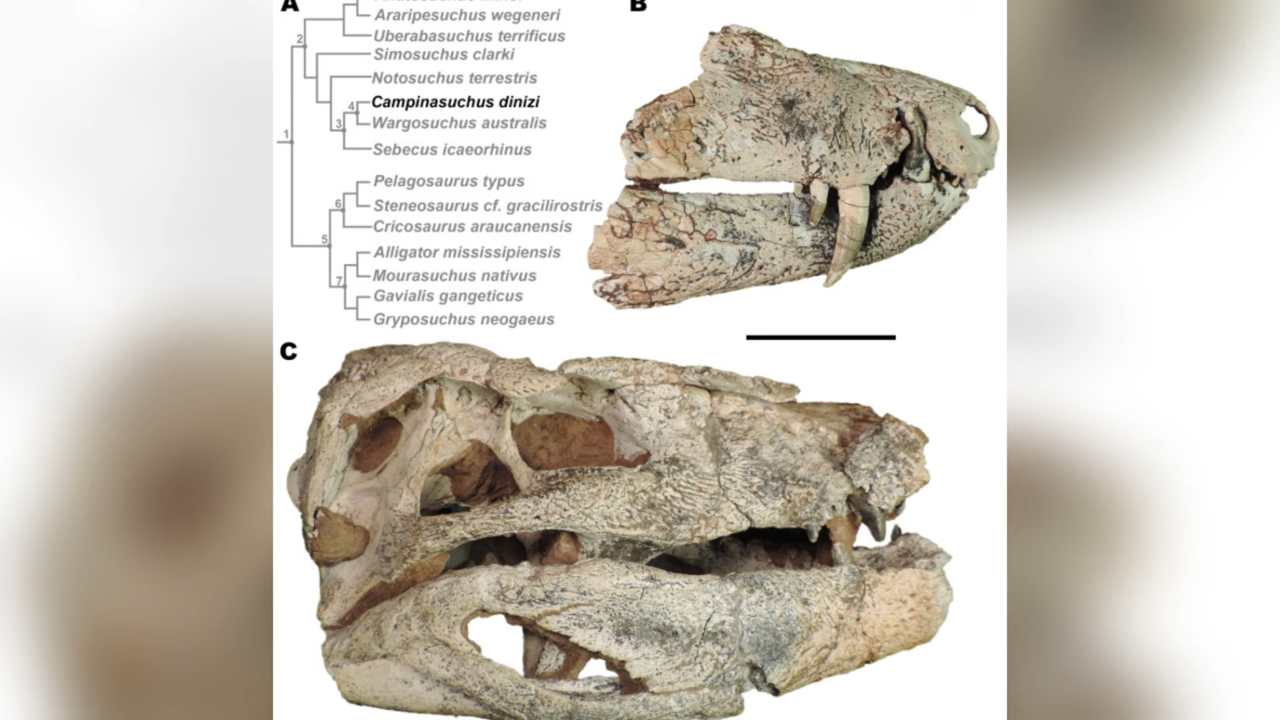 A
B
Araripesuchus wegeneri
Uberabasuchus terrificus
2
Simosuchus clarki
Notosuchus terrestris
Campinasuchus dinizi
4
Wargosuchus australis
3
1
Sebecus icaeorhinus
Pelagosaurus typus
Steneosaurus cf. gracilirostris
6
Cricosaurus araucanensis
5
Alligator mississipiensis
Mourasuchus nativus
7
Gavialis gangeticus
Gryposuchus neogaeus
C